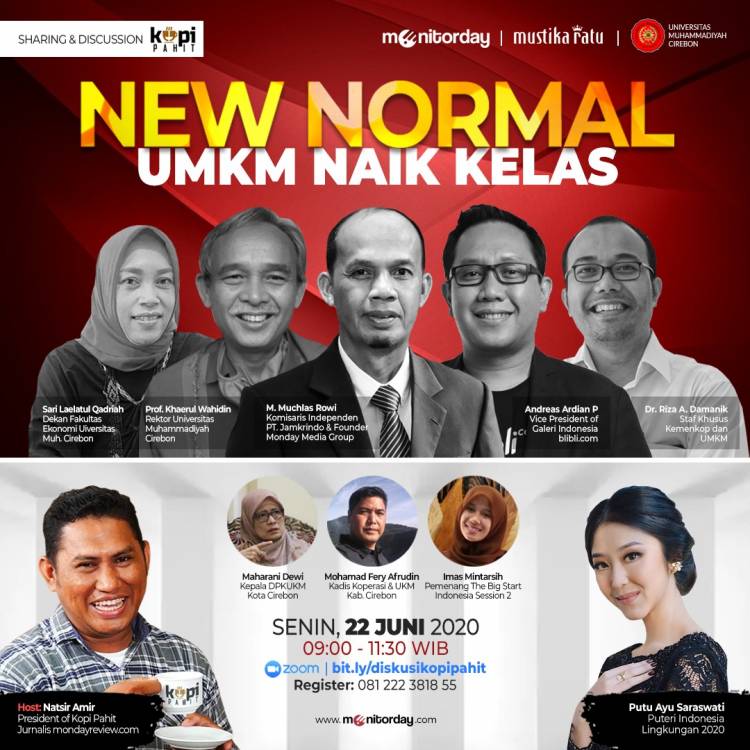 SHARING & DISCUSSION
kopi
PAHIT
monitorday | mustika ratu |
UNIVERSITAS
MUHAMMADIYAH
CIREBON
NEW NORMAL
UMKM NAIK KELAS
Sari Laelatul Qadriah
Dekan Fakultas
Ekonomi Uiversitas
Muh. Cirebon
Prof. Khaerul Wahidin
Rektor Universitas
Muhammadiyah
Cirebon
M. Muchlas Rowi
Komisaris Independen
PT. Jamkrindo & Founder
Monday Media Group
Andreas Ardian P
Vice President of
Galeri Indonesia
blibli.com
Dr. Riza A. Damanik
Staf Khusus
Kemenkop dan
UMKM
Maharani Dewi
Kepala DPKUKM
Kota Cirebon
Mohamad Fery Afrudin
Kadis Koperasi & UKM
Kab. Cirebon
Imas Mintarsih
Pemenang The Big Start
Indonesia Session 2
SENIN, 22 JUNI 2020
09:00 - 11:30 WIB
zoom | bit.ly/diskusikopipahit
Register: 081 222 3818 55
www.monitorday.com
kopi
PAHIT
Host: Natsir Amir
President of Kopi Pahit
Jurnalis mondayreview.com
Putu Ayu Saraswati
Puteri Indonesia
Lingkungan 2020